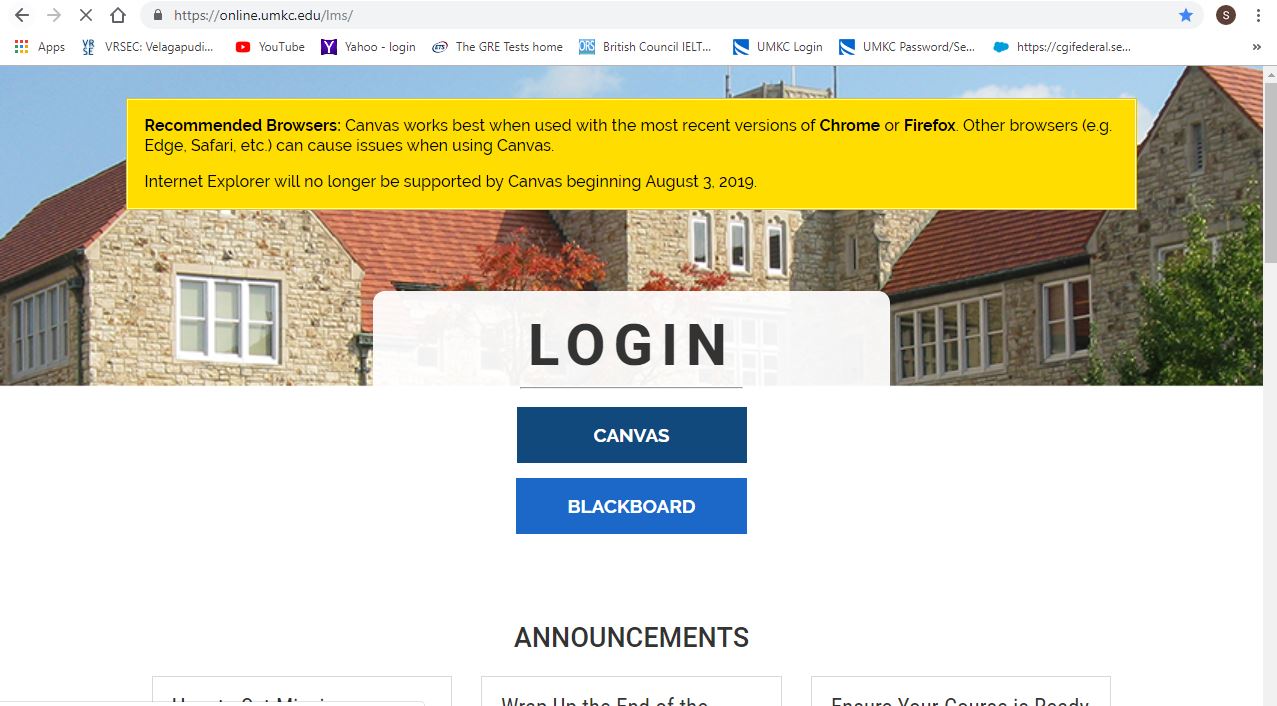 https://online.umkc.edu/lms/
S
Apps VR SE VRSEC: Velagapudi... YouTube Y Yahoo - login ETS The GRE Tests home ORS British Council IELT... UMKC Login UMKC Password/Se... https://cgifederal.se... »
Recommended Browsers: Canvas works best when used with the most recent versions of Chrome or Firefox. Other browsers (e.g.
Edge, Safari, etc.) can cause issues when using Canvas.
Internet Explorer will no longer be supported by Canvas beginning August 3, 2019.
LOGIN
CANVAS
BLACKBOARD
ANNOUNCEMENTS
Wrap Up the End of the
Ensure Your Course is Ready